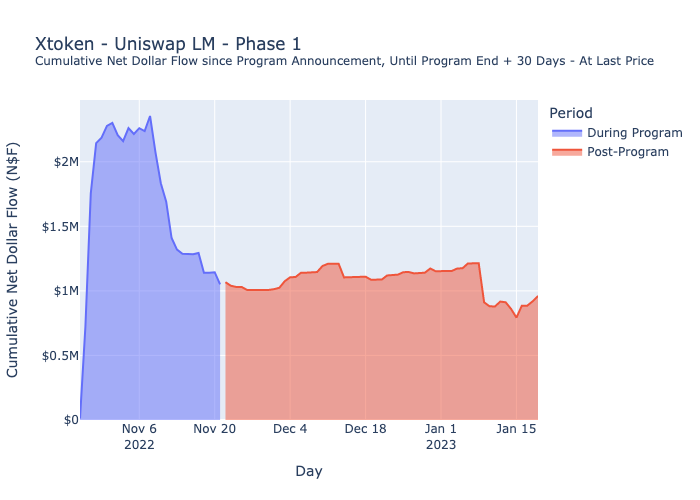 Xtoken - Uniswap LM - Phase 1
Cumulative Net Dollar Flow since Program Announcement, Until Program End + 30 Days - At Last Price
Period
During Program
Post-Program
Cumulative Net Dollar Flow (N$F)
$2M
$1.5M
$1M
$0.5M
$0
Nov 6
2022
Nov 20
Dec 4
Dec 18
Jan 1
2023
Jan 15
Day